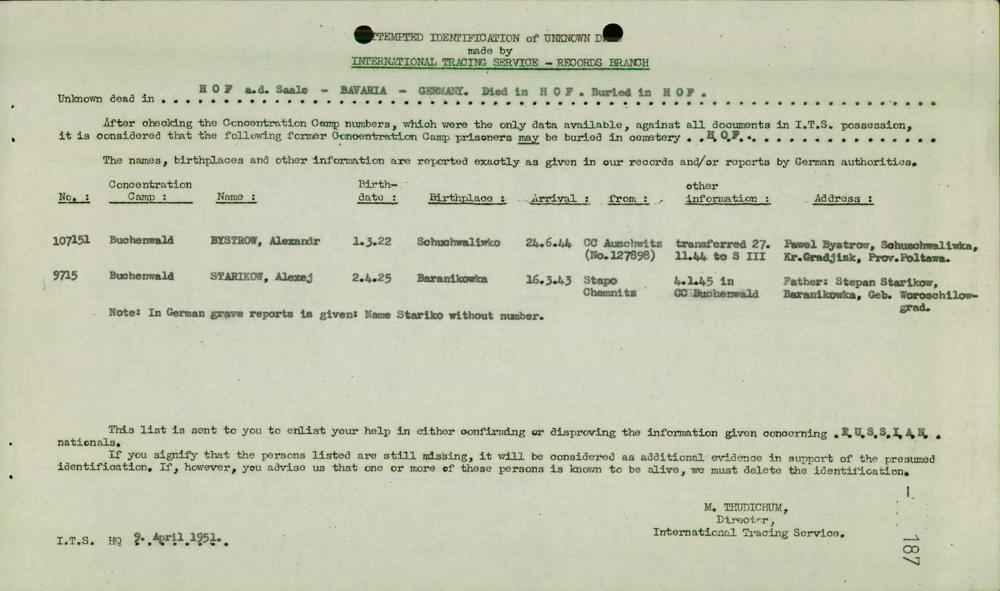 ATTEMPTED IDENTIFICATION of UNKNOWN
made by
INTERNATIONAL TRACING SERVICE - RECORDS BRANCH
Unknown dead in H O F a.d. Saale - BAVARIA - GERMANY. Died in H O F . Buried in H O F .
After checking the Concentration Camp numbers, which were the only data available, against all documents in I.T.S. possession,
it is considered that the following former Concentration Camp prisoners may be buried in cemetery . . H.O.F. . . . . . . . . . . . . . .
The names, birthplaces and other information are reported exactly as given in our records and/or reports by German authorities.
No. : Concentration Camp : Name : Birth-date : Birthplace : Arrival : from : other information : Address :
107151 Buchenwald BYSTROW, Alexandr 1.3.22 Schuchwaliwko 24.6.44 CC Auschwitz transferred 27. Pawel Bystrow, Schuschwaliwka,
(No.127898) 11.44 to S III Kr.Gradjisk, Prov.Poltawa.
9715 Buchenwald STARIKOW, Alexej 2.4.25 Baranikowka 16.3.43 Stapo 4.1.45 in Father: Stepan Starikow,
Chemnitz CC Buchenwald Baranikowka, Geb. Woroschilow-
grad.
Note: In German grave reports is given: Name Stariko without number.
This list is sent to you to enlist your help in either confirming or disproving the information given concerning .R.U.S.S.I.A.N. .
nationals.
If you signify that the persons listed are still missing, it will be considered as additional evidence in support of the presumed
identification. If, however, you advise us that one or more of these persons is known to be alive, we must delete the identification.
M. THUDICHUM,
Director,
International Tracing Service.
I.T.S. HQ 9. April 1951.
187